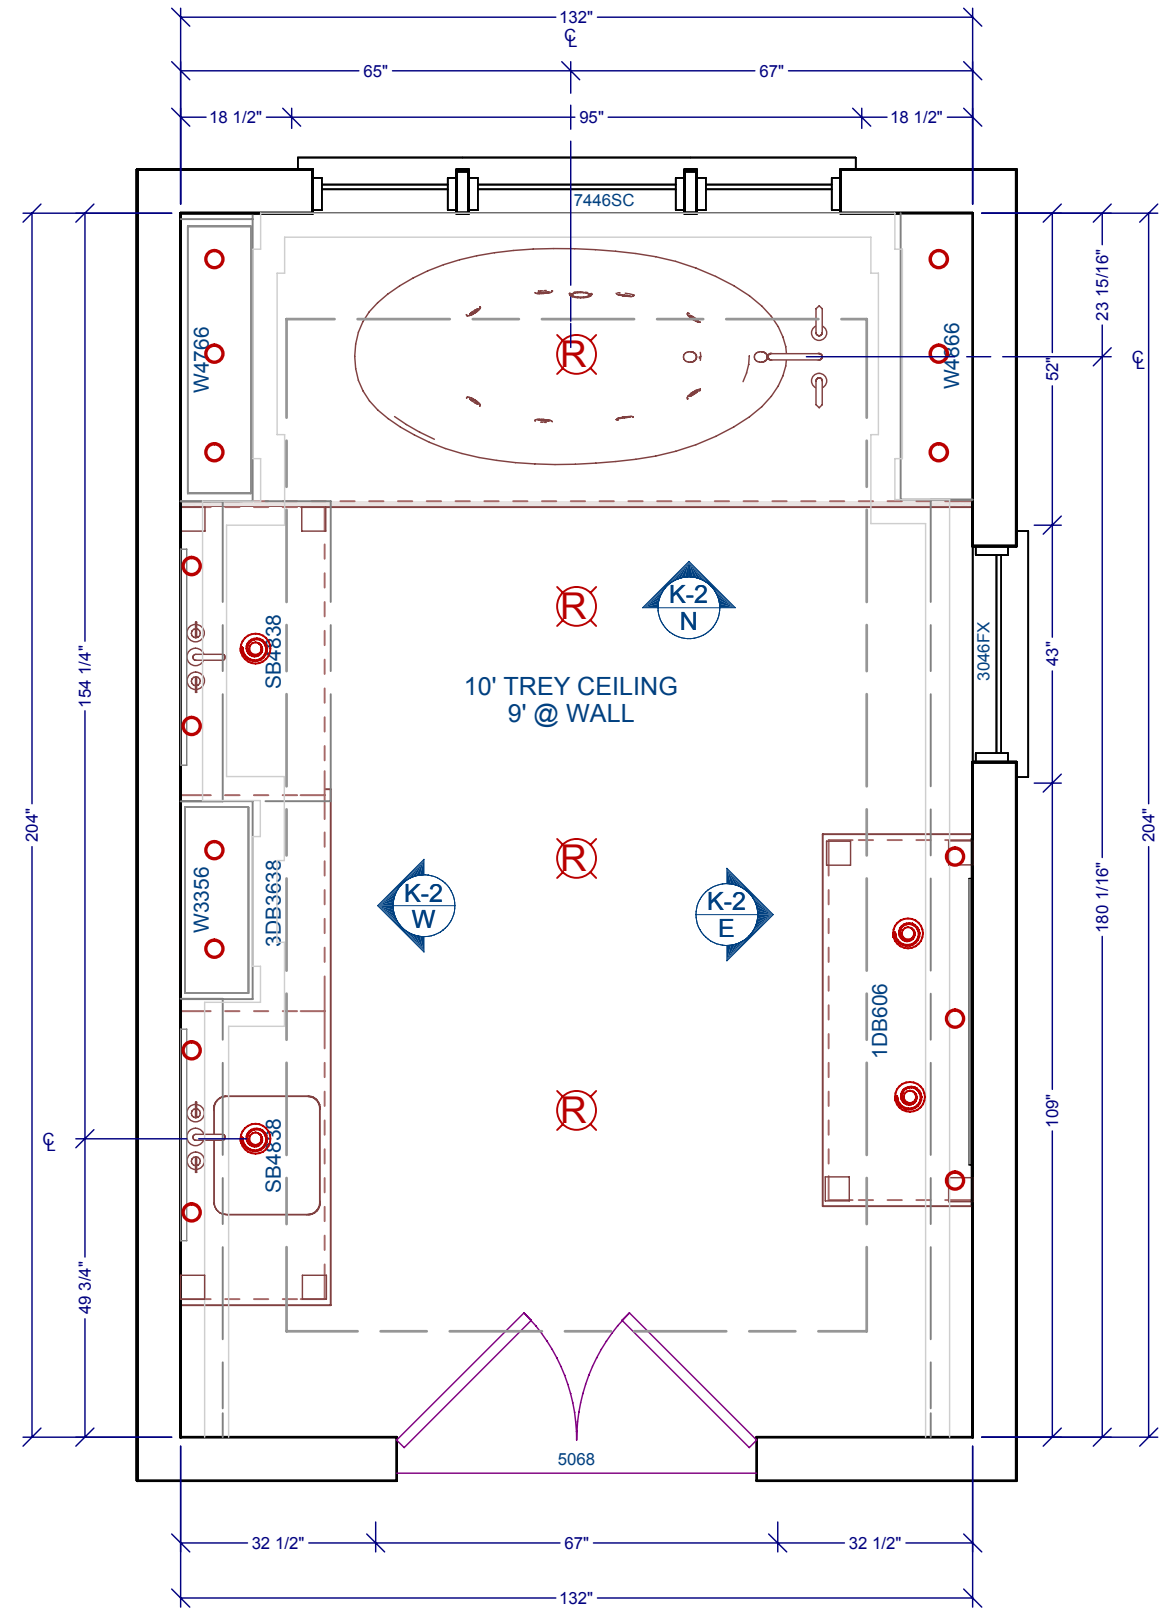 132"
℄
65"
67"
18 1/2"
95"
18 1/2"
7446SC
W4766
W4866
23 15/16"
52"
℄
R
SB4838
R
K-2
N
3046FX
43"
154 1/4"
10' TREY CEILING
9' @ WALL
204"
204"
W3356
3DB3638
R
K-2
W
K-2
E
180 1/16"
1DB606
109"
R
℄
SB4838
49 3/4"
5068
32 1/2"
67"
32 1/2"
132"